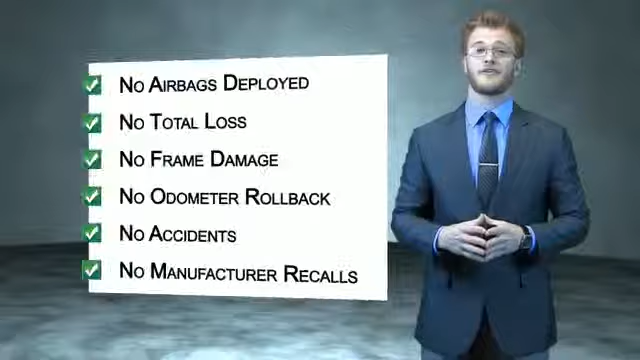 No Airbags Deployed
No Total Loss
No Frame Damage
No Odometer Rollback
No Accidents
No Manufacturer Recalls